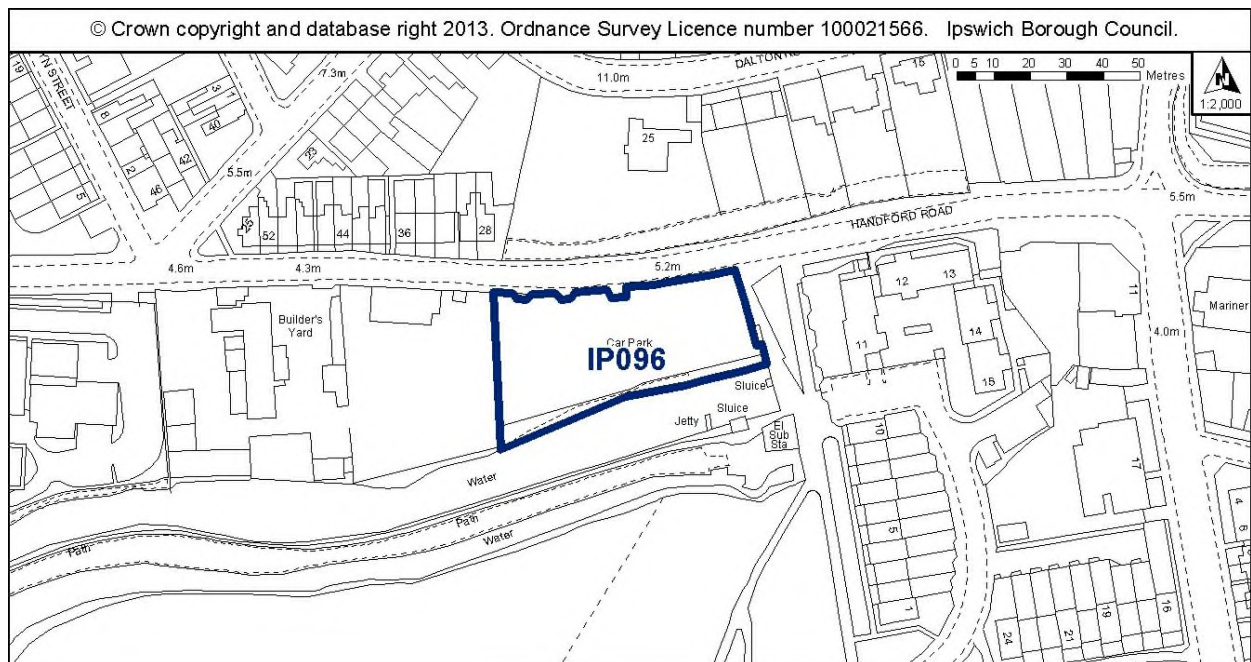 © Crown copyright and database right 2013. Ordnance Survey Licence number 100021566. Ipswich Borough Council.
19
YN STREET
7.3m
11.0m
DALTON
15
0 5 10 20 30 40 50
Metres
N
1:2,000
8
3
1
40
42
2
46
5
5.5m
23
25
5.5m
52
44
36
28
25
HANDFORD ROAD
4.6m
4.3m
5.2m
Builder's
Yard
Car Park
IP096
12
13
11
14
15
11
4.0m
Mariner
Sluice
Sluice
Jetty
El
Sub
Sta
10
17
Water
Path
Water
Path
5
1
4
6
24
21
19
16